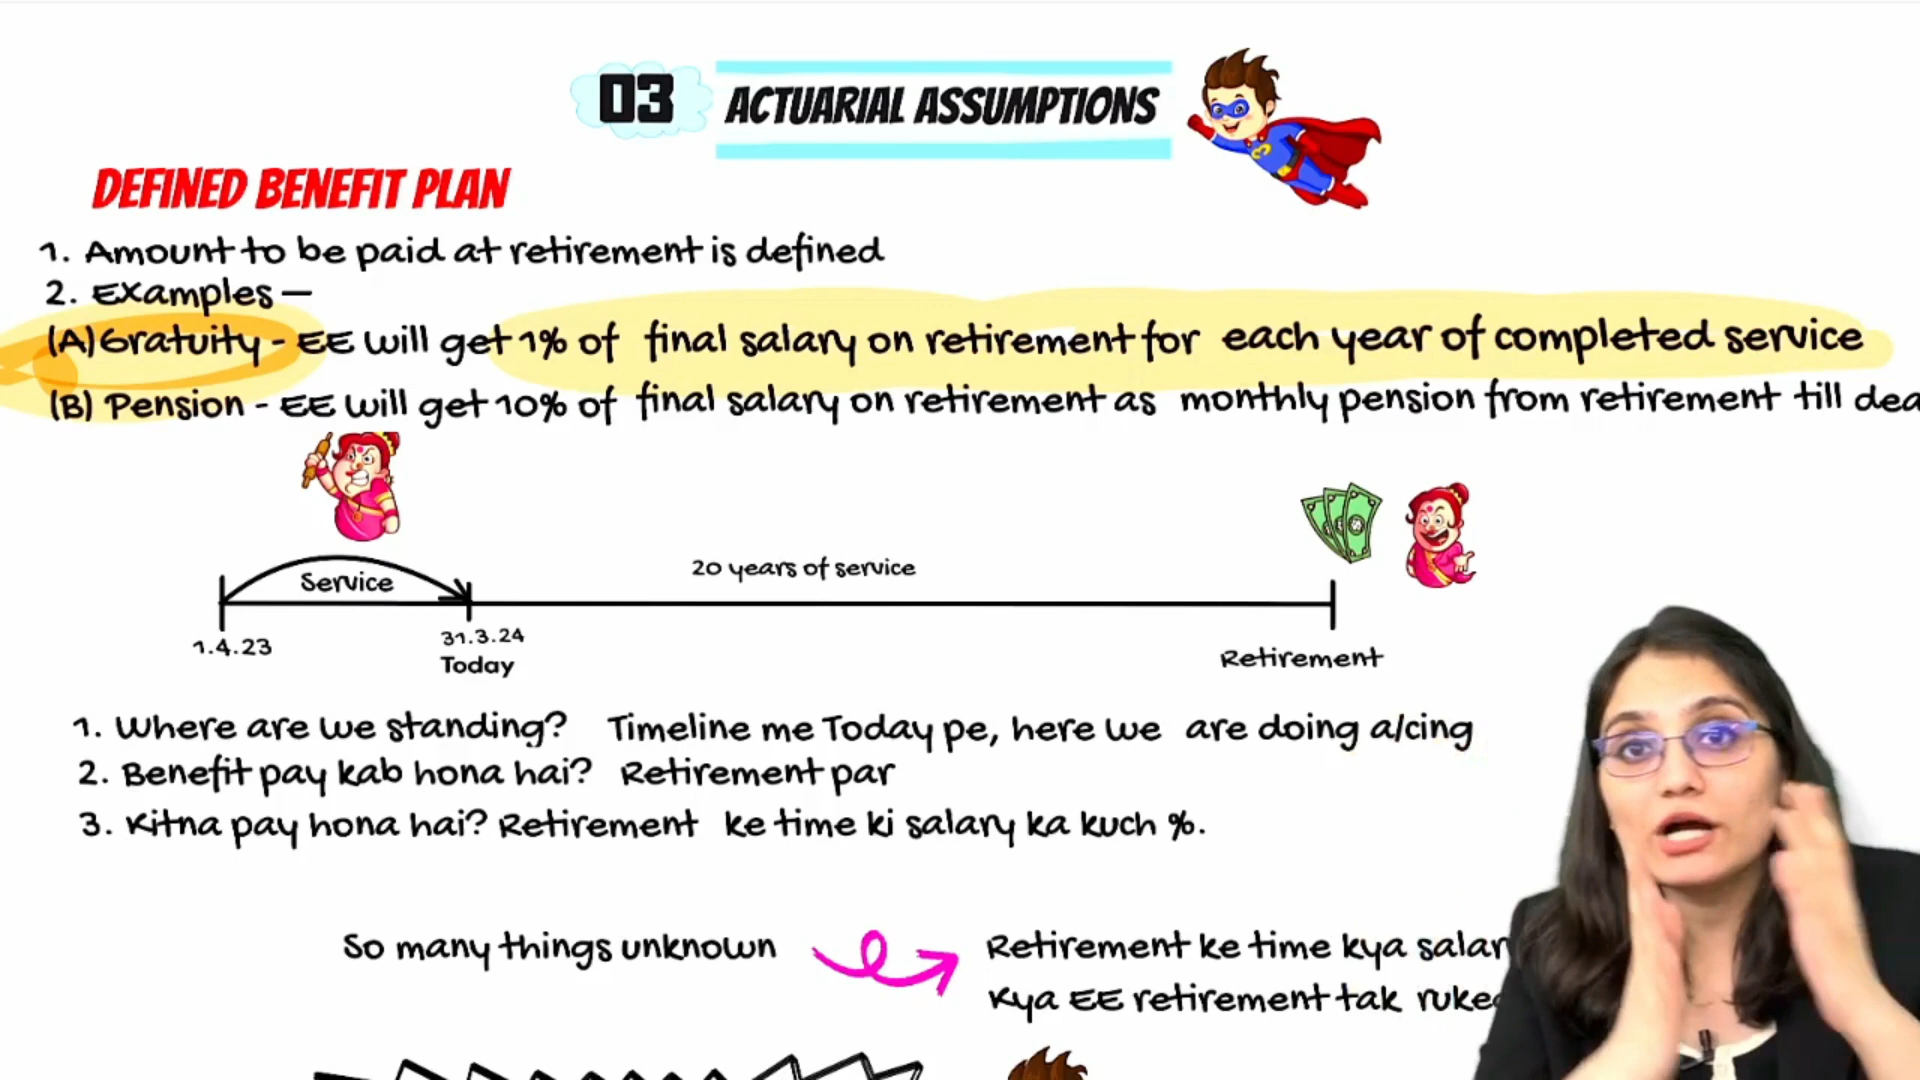 03 ACTUARIAL ASSUMPTIONS
DEFINED BENEFIT PLAN
1. Amount to be paid at retirement is defined
2. Examples –
(A) Gratuity - EE will get 1% of final salary on retirement for each year of completed service
(B) Pension - EE will get 10% of final salary on retirement as monthly pension from retirement till
Service
20 years of service
1.4.23
31.3.24
Today
Retirement
1. Where are we standing? Timeline me Today pe, here we are doing a/cing
2. Benefit pay kab hona hai? Retirement par
3. Kitna pay hona hai? Retirement ke time ki salary ka kuch %.
So many things unknown
Retirement ke time kya
Kya EE retirement tak